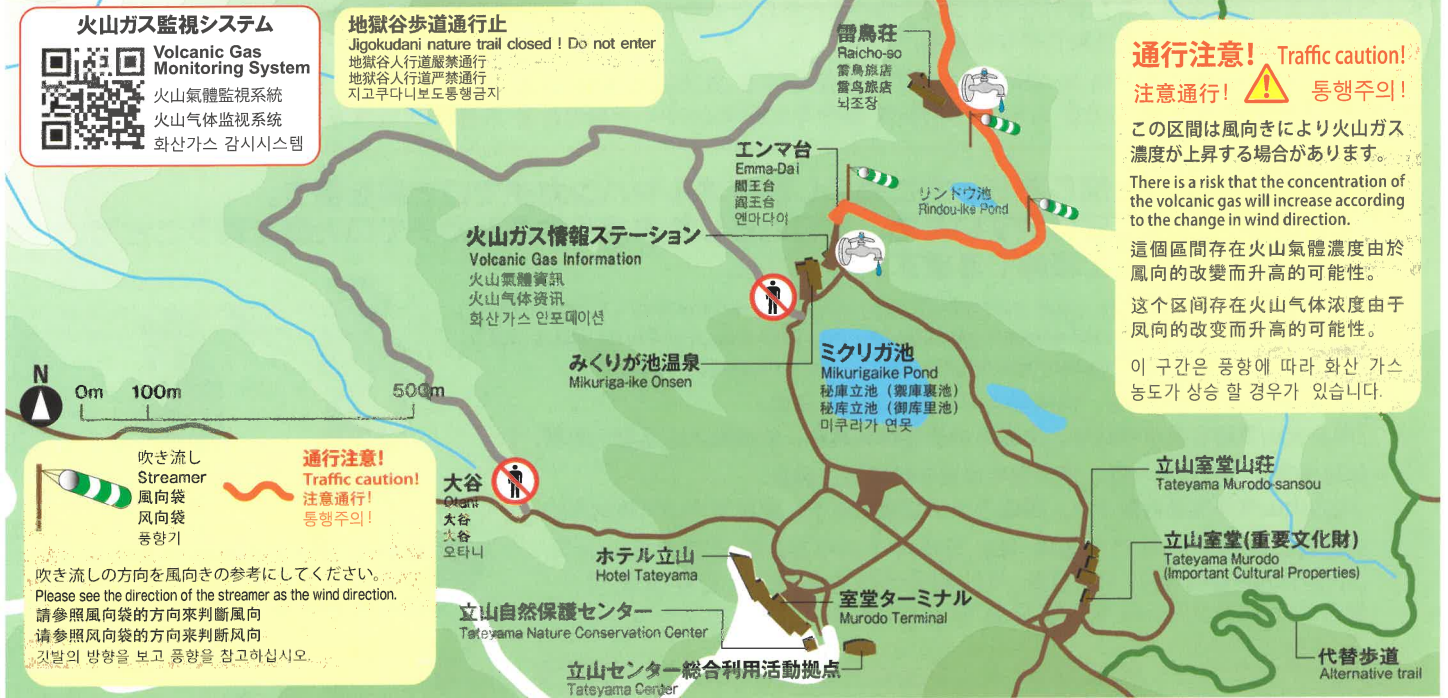 火山ガス監視システム
Volcanic Gas
Monitoring System
火山氣體監視系統
火山气体监视系统
화산가스 감시시스템
地獄谷歩道通行止
Jigokudani nature trail closed ! Do not enter
地獄谷人行道嚴禁通行
地狱谷人行道严禁通行
지고쿠다니보도통행금지
雷鳥荘
Raicho-so
雷鳥旅店
雷鸟旅店
뇌조장
通行注意! Traffic caution!
注意通行! 통행주의!
この区間は風向きにより火山ガス
濃度が上昇する場合があります。
There is a risk that the concentration of
the volcanic gas will increase according
to the change in wind direction.
這個區間存在火山氣體濃度由於
風向的改變而升高的可能性。
这个区间存在火山气体浓度由于
风向的改变而升高的可能性。
이 구간은 풍향에 따라 화산 가스
농도가 상승 할 경우가 있습니다.
エンマ台
Emma-Dai
閻王台
阎王台
엔마다이
リンドウ池
Rindou-ike Pond
火山ガス情報ステーション
Volcanic Gas Information
火山氣體資訊
火山气体资讯
화산가스 인포메이션
みくりが池温泉
Mikuriga-ike Onsen
ミクリガ池
Mikurigaike Pond
秘庫立池（禦庫裏池）
秘库立池（御库里池）
미쿠리가 연못
N
0m 100m 500m
吹き流し
Streamer
風向袋
风向袋
풍향기
通行注意!
Traffic caution!
注意通行!
통행주의!
吹き流しの方向を風向きの参考にしてください。
Please see the direction of the streamer as the wind direction.
請參照風向袋的方向來判斷風向
请参照风向袋的方向来判断风向
깃발의 방향을 보고 풍향을 참고하십시오.
大谷
Otani
大谷
大谷
오타니
ホテル立山
Hotel Tateyama
立山自然保護センター
Tateyama Nature Conservation Center
立山センター総合利用活動拠点
Tateyama Center
室堂ターミナル
Murodo Terminal
立山室堂山荘
Tateyama Murodo-sansou
立山室堂(重要文化財)
Tateyama Murodo
(Important Cultural Properties)
代替歩道
Alternative trail